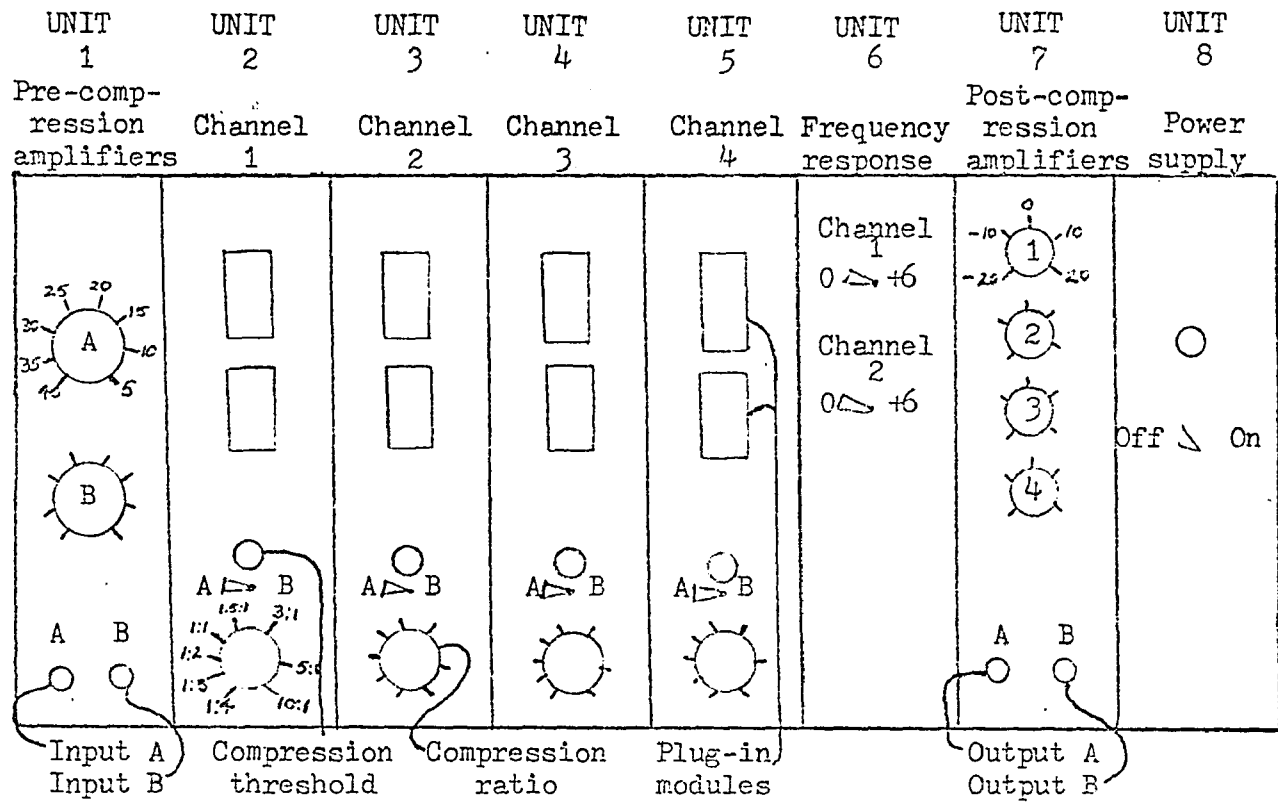 UNIT UNIT UNIT UNIT UNIT UNIT UNIT UNIT
1 2 3 4 5 6 7 8
Pre-comp- Post-comp-
ression Channel Channel Channel Channel Frequency ression Power
amplifiers 1 2 3 4 response amplifiers supply
25 20 15 10 5
30 35 40
A
B
A B
Input A
Input B
A B
1.5:1 3:1
1:1
1:2 5:1
1:3
1:4 10:1
Compression
threshold
A B
Compression
ratio
A B
A B
Plug-in
modules
Channel
1
0 +6
Channel
2
0 +6
0
-10 10
1
-20 20
2
3
4
A B
Output A
Output B
Off On